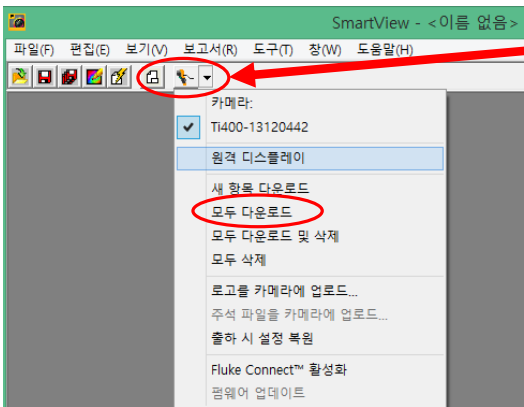 SmartView - <이름 없음>
파일(F) 편집(E) 보기(V) 보고서(R) 도구(T) 창(W) 도움말(H)
카메라:
Ti400-13120442
원격 디스플레이
새 항목 다운로드
모두 다운로드
모두 다운로드 및 삭제
모두 삭제
로고를 카메라에 업로드...
주석 파일을 카메라에 업로드...
출하 시 설정 복원
Fluke Connect™ 활성화
펌웨어 업데이트